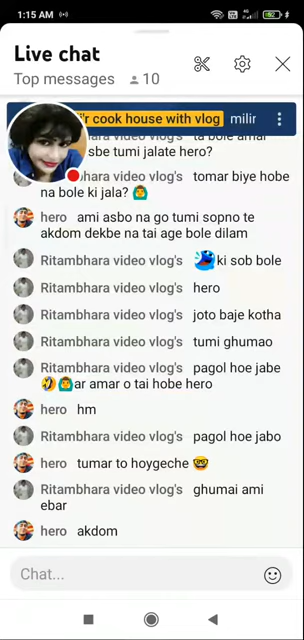 1:15 AM
Live chat
Top messages 10
'r cook house with vlog milir
video vlog's ta bole amar
sbe tumi jalate hero?
hara video vlog's tomar biye hobe
na bole ki jala?
hero ami asbo na go tumi sopno te
akdom dekbe na tai age bole dilam
Ritambhara video vlog's ki sob bole
Ritambhara video vlog's hero
Ritambhara video vlog's joto baje kotha
Ritambhara video vlog's tumi ghumao
Ritambhara video vlog's pagol hoe jabe
🤣🙆‍♂️ar amar o tai hobe hero
hero hm
Ritambhara video vlog's pagol hoe jabo
hero tumar to hoygeche 🤓
Ritambhara video vlog's ghumai ami
ebar
hero akdom
Chat...